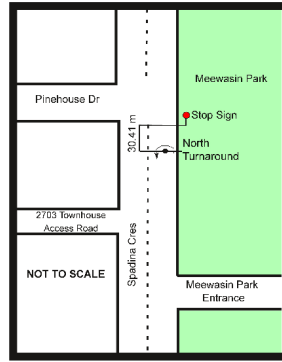 Meewasin Park
Pinehouse Dr
Stop Sign
30.41 m
North
Turnaround
2703 Townhouse
Access Road
Spadina Cres
NOT TO SCALE
Meewasin Park
Entrance